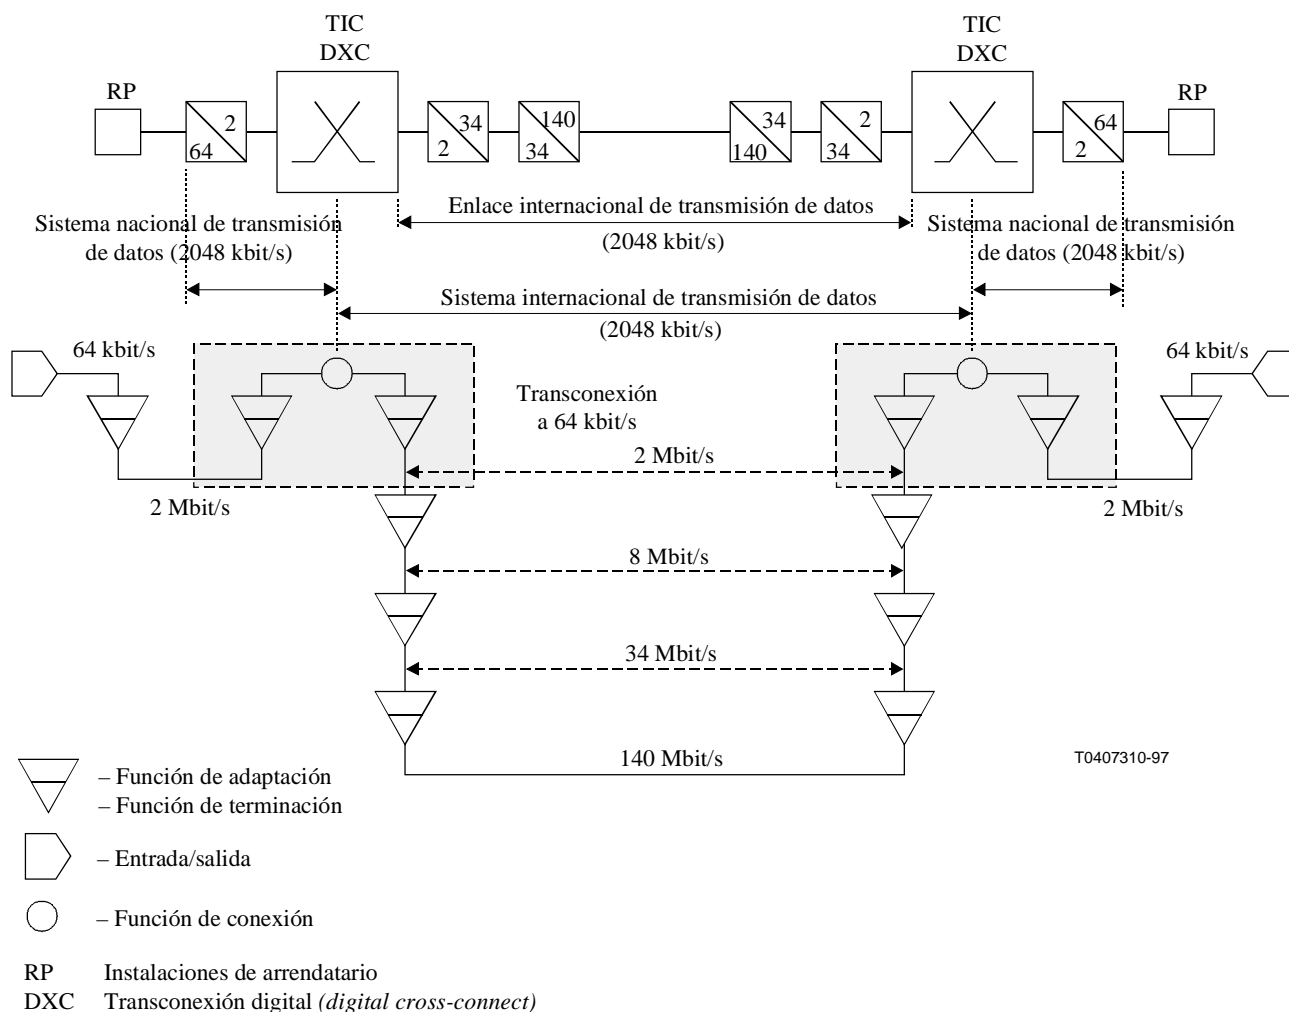 TIC
DXC
TIC
DXC
RP
RP
2
64
34
2
140
34
34
140
2
34
64
2
Enlace internacional de transmisión de datos
(2048 kbit/s)
Sistema nacional de transmisión
de datos (2048 kbit/s)
Sistema nacional de transmisión
de datos (2048 kbit/s)
Sistema internacional de transmisión de datos
(2048 kbit/s)
64 kbit/s
64 kbit/s
Transconexión
a 64 kbit/s
2 Mbit/s
2 Mbit/s
2 Mbit/s
8 Mbit/s
34 Mbit/s
140 Mbit/s
T0407310-97
– Función de adaptación
– Función de terminación
– Entrada/salida
– Función de conexión
RP Instalaciones de arrendatario
DXC Transconexión digital (digital cross-connect)